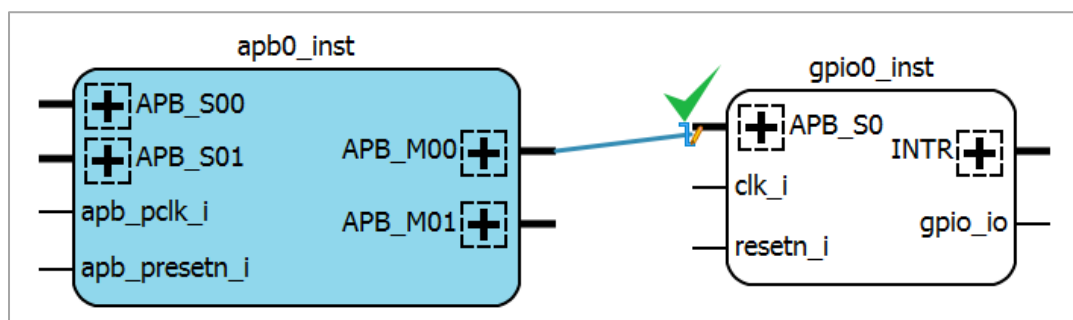 apb0_inst
APB_S00
APB_S01
apb_pclk_i
apb_presetn_i
APB_M00
APB_M01
gpio0_inst
APB_S0
clk_i
resetn_i
INTR
gpio_io